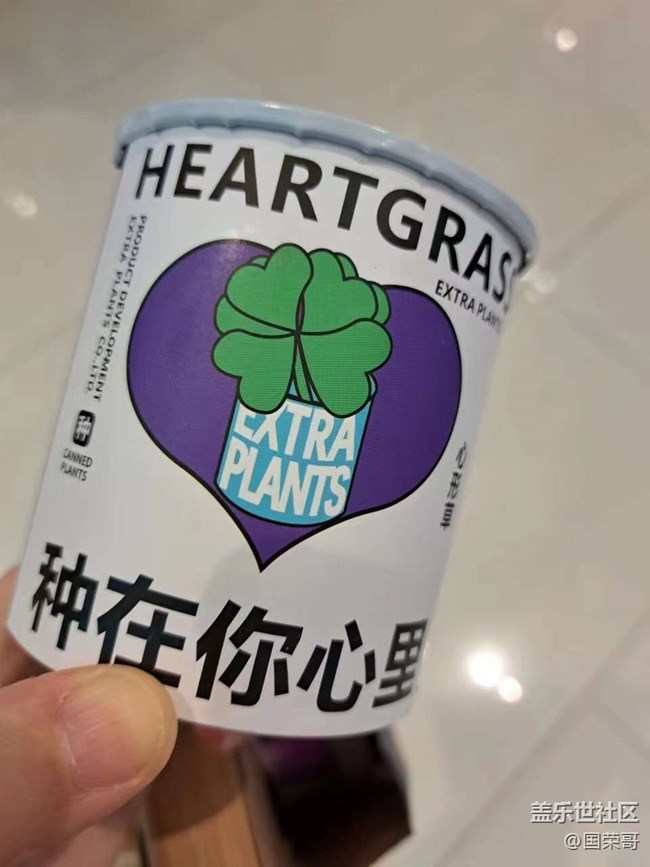 HEARTGRASS
EXTRA PLANTS
PRODUCT DEVELOPMENT
EXTRA PLANTS CO.,LTD.
种
CANNED
PLANTS
EXTRA
PLANTS
心形草
种在你心里
盖乐世社区
@国荣哥